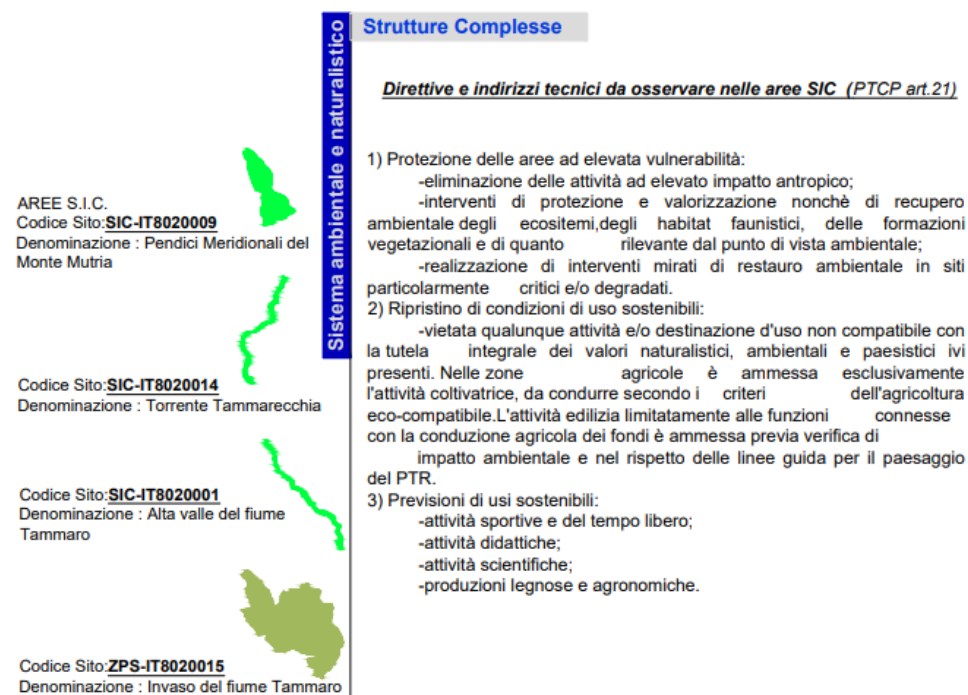 Sistema ambientale e naturalistico
Strutture Complesse
Direttive e indirizzi tecnici da osservare nelle aree SIC (PTCP art.21)
AREE S.I.C.
Codice Sito:SIC-IT8020009
Denominazione : Pendici Meridionali del
Monte Mutria
Codice Sito:SIC-IT8020014
Denominazione : Torrente Tammarecchia
Codice Sito:SIC-IT8020001
Denominazione : Alta valle del fiume
Tammaro
Codice Sito:ZPS-IT8020015
Denominazione : Invaso del fiume Tammaro
1) Protezione delle aree ad elevata vulnerabilità:
-eliminazione delle attività ad elevato impatto antropico;
-interventi di protezione e valorizzazione nonchè di recupero
ambientale degli ecositemi,degli habitat faunistici, delle formazioni
vegetazionali e di quanto rilevante dal punto di vista ambientale;
-realizzazione di interventi mirati di restauro ambientale in siti
particolarmente critici e/o degradati.
2) Ripristino di condizioni di uso sostenibili:
-vietata qualunque attività e/o destinazione d'uso non compatibile con
la tutela integrale dei valori naturalistici, ambientali e paesistici ivi
presenti. Nelle zone agricole è ammessa esclusivamente
l'attività coltivatrice, da condurre secondo i criteri dell'agricoltura
eco-compatibile.L'attività edilizia limitatamente alle funzioni connesse
con la conduzione agricola dei fondi è ammessa previa verifica di
impatto ambientale e nel rispetto delle linee guida per il paesaggio
del PTR.
3) Previsioni di usi sostenibili:
-attività sportive e del tempo libero;
-attività didattiche;
-attività scientifiche;
-produzioni legnose e agronomiche.